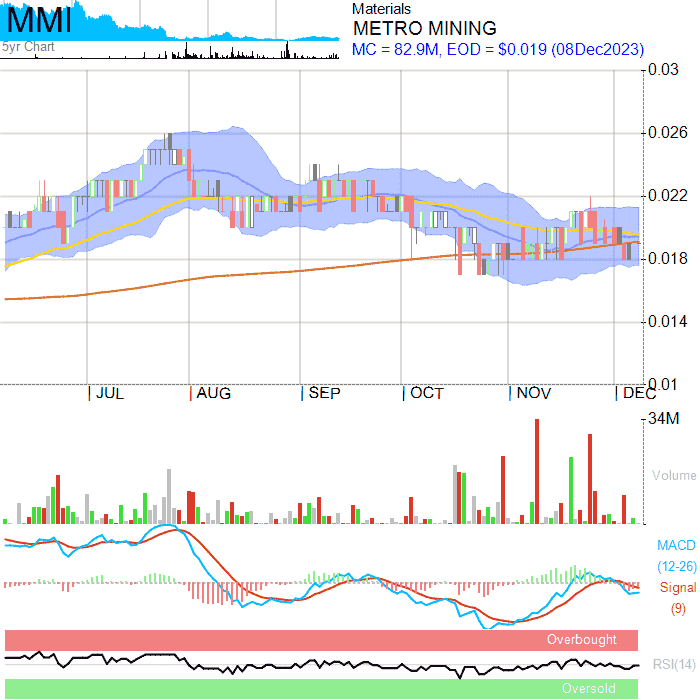 MMI
5yr Chart
Materials
METRO MINING
MC = 82.9M, EOD = $0.019 (08Dec2023)
0.03
0.026
0.022
0.018
0.014
0.01
JUL AUG SEP OCT NOV DEC
34M
Volume
MACD
(12-26)
Signal
(9)
Overbought
RSI(14)
Oversold